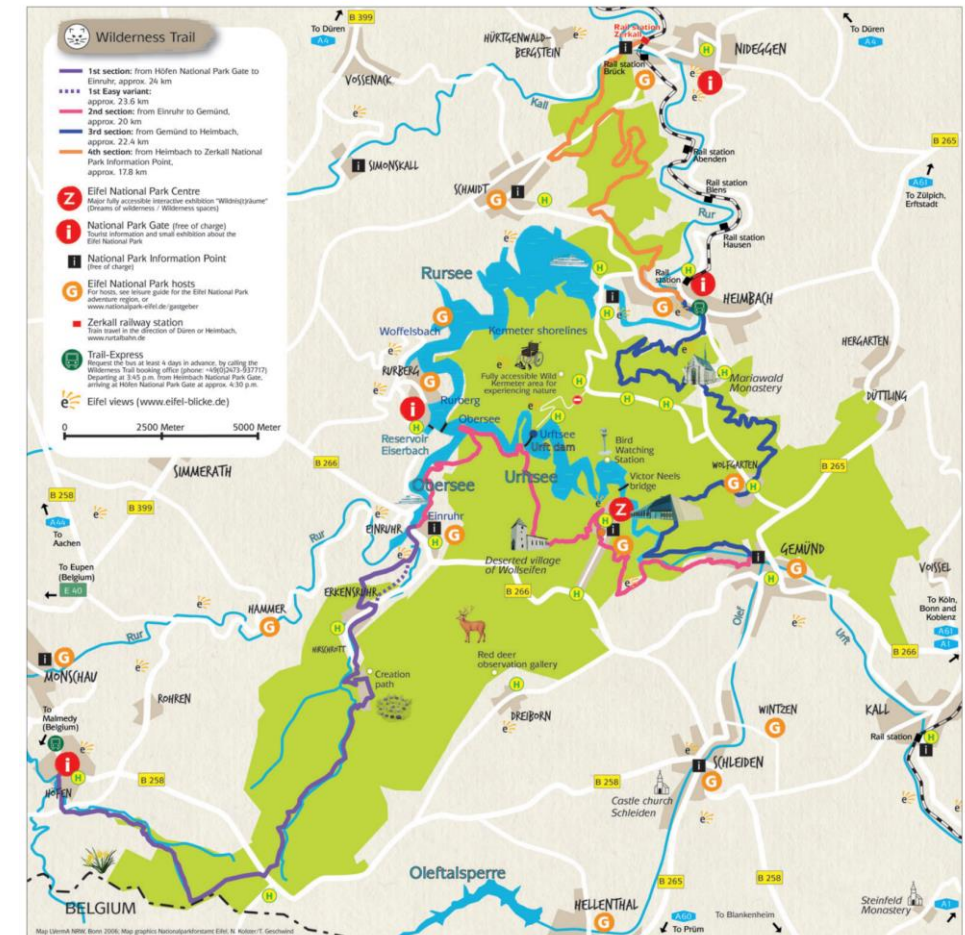 Wilderness Trail
1st section: from Höfen National Park Gate to
Einruhr, approx. 24 km
1st Easy variant:
approx. 23.6 km
2nd section: from Einruhr to Gemünd,
approx. 20 km
3rd section: from Gemünd to Heimbach,
approx. 22.4 km
4th section: from Heimbach to Zerkall National
Park Information Point,
approx. 17.8 km
Z
Eifel National Park Centre
Major fully accessible interactive exhibition "Wildnis(t)räume"
(Dreams of wilderness / Wilderness spaces)
i
National Park Gate (free of charge)
Tourist information and small exhibition about the
Eifel National Park
i
National Park Information Point
(free of charge)
G
Eifel National Park hosts
For hosts, see leisure guide for the Eifel National Park
adventure region, or
www.nationalpark-eifel.de/gastgeber
Zerkall railway station
Train travel in the direction of Düren or Heimbach,
www.rurtalbahn.de
Trail-Express
Request the bus at least 4 days in advance, by calling the
Wilderness Trail booking office (phone: +49(0)2473-937717)
Departing at 3:45 p.m. from Heimbach National Park Gate,
arriving at Höfen National Park Gate at approx. 4:30 p.m.
e
Eifel views (www.eifel-blicke.de)
0
2500 Meter
5000 Meter
To Düren
A4
B 399
VOSSENACK
HÜRTGENWALD-
BERGSTEIN
Rail station
Zerkall
Rail station
Brück
NIDEGGEN
To Düren
A4
Kall
SIMONSKALL
SCHMIDT
Rail station
Abenden
Rail station
Blens
Rur
Rail station
Hausen
B 265
A61
To Zülpich,
Erftstadt
Rursee
Rail
station
HEIMBACH
Woffelsbach
Kermeter shorelines
HERGARTEN
RURBERG
Fully accessible Wild
Kermeter area for
experiencing nature
Mariawald
Monastery
DÜTTLING
Rurberg
Obersee
Reservoir
Eiserbach
Urftsee
Urft dam
Bird
Watching
Station
SIMMERATH
B 266
Obersee
Urftsee
WOLFGARTEN
B 265
Victor Neels
bridge
B 258
B 399
A44
To
Aachen
Rur
EINRUHR
Einruhr
Deserted village
of Wollseifen
GEMÜND
VOISSEL
To Eupen
(Belgium)
E 40
ERKENSRUHR
B 266
To Köln,
Bonn and
Koblenz
A61
A1
HAMMER
Rur
HIRSCHROTT
Olef
Urft
B 266
MONSCHAU
Creation
path
Red deer
observation gallery
ROHREN
To
Malmedy
(Belgium)
DREIBORN
WINTZEN
KALL
Rail station
HÖFEN
B 258
B 258
SCHLEIDEN
Castle church
Schleiden
Oleftalsperre
B 265
B 258
BELGIUM
HELLENTHAL
A60
To Prüm
To Blankenheim
Steinfeld
Monastery
A1
Map LVermA NRW, Bonn 2006; Map graphics Nationalparkforstamt Eifel, N. Kolster/T. Geschwind